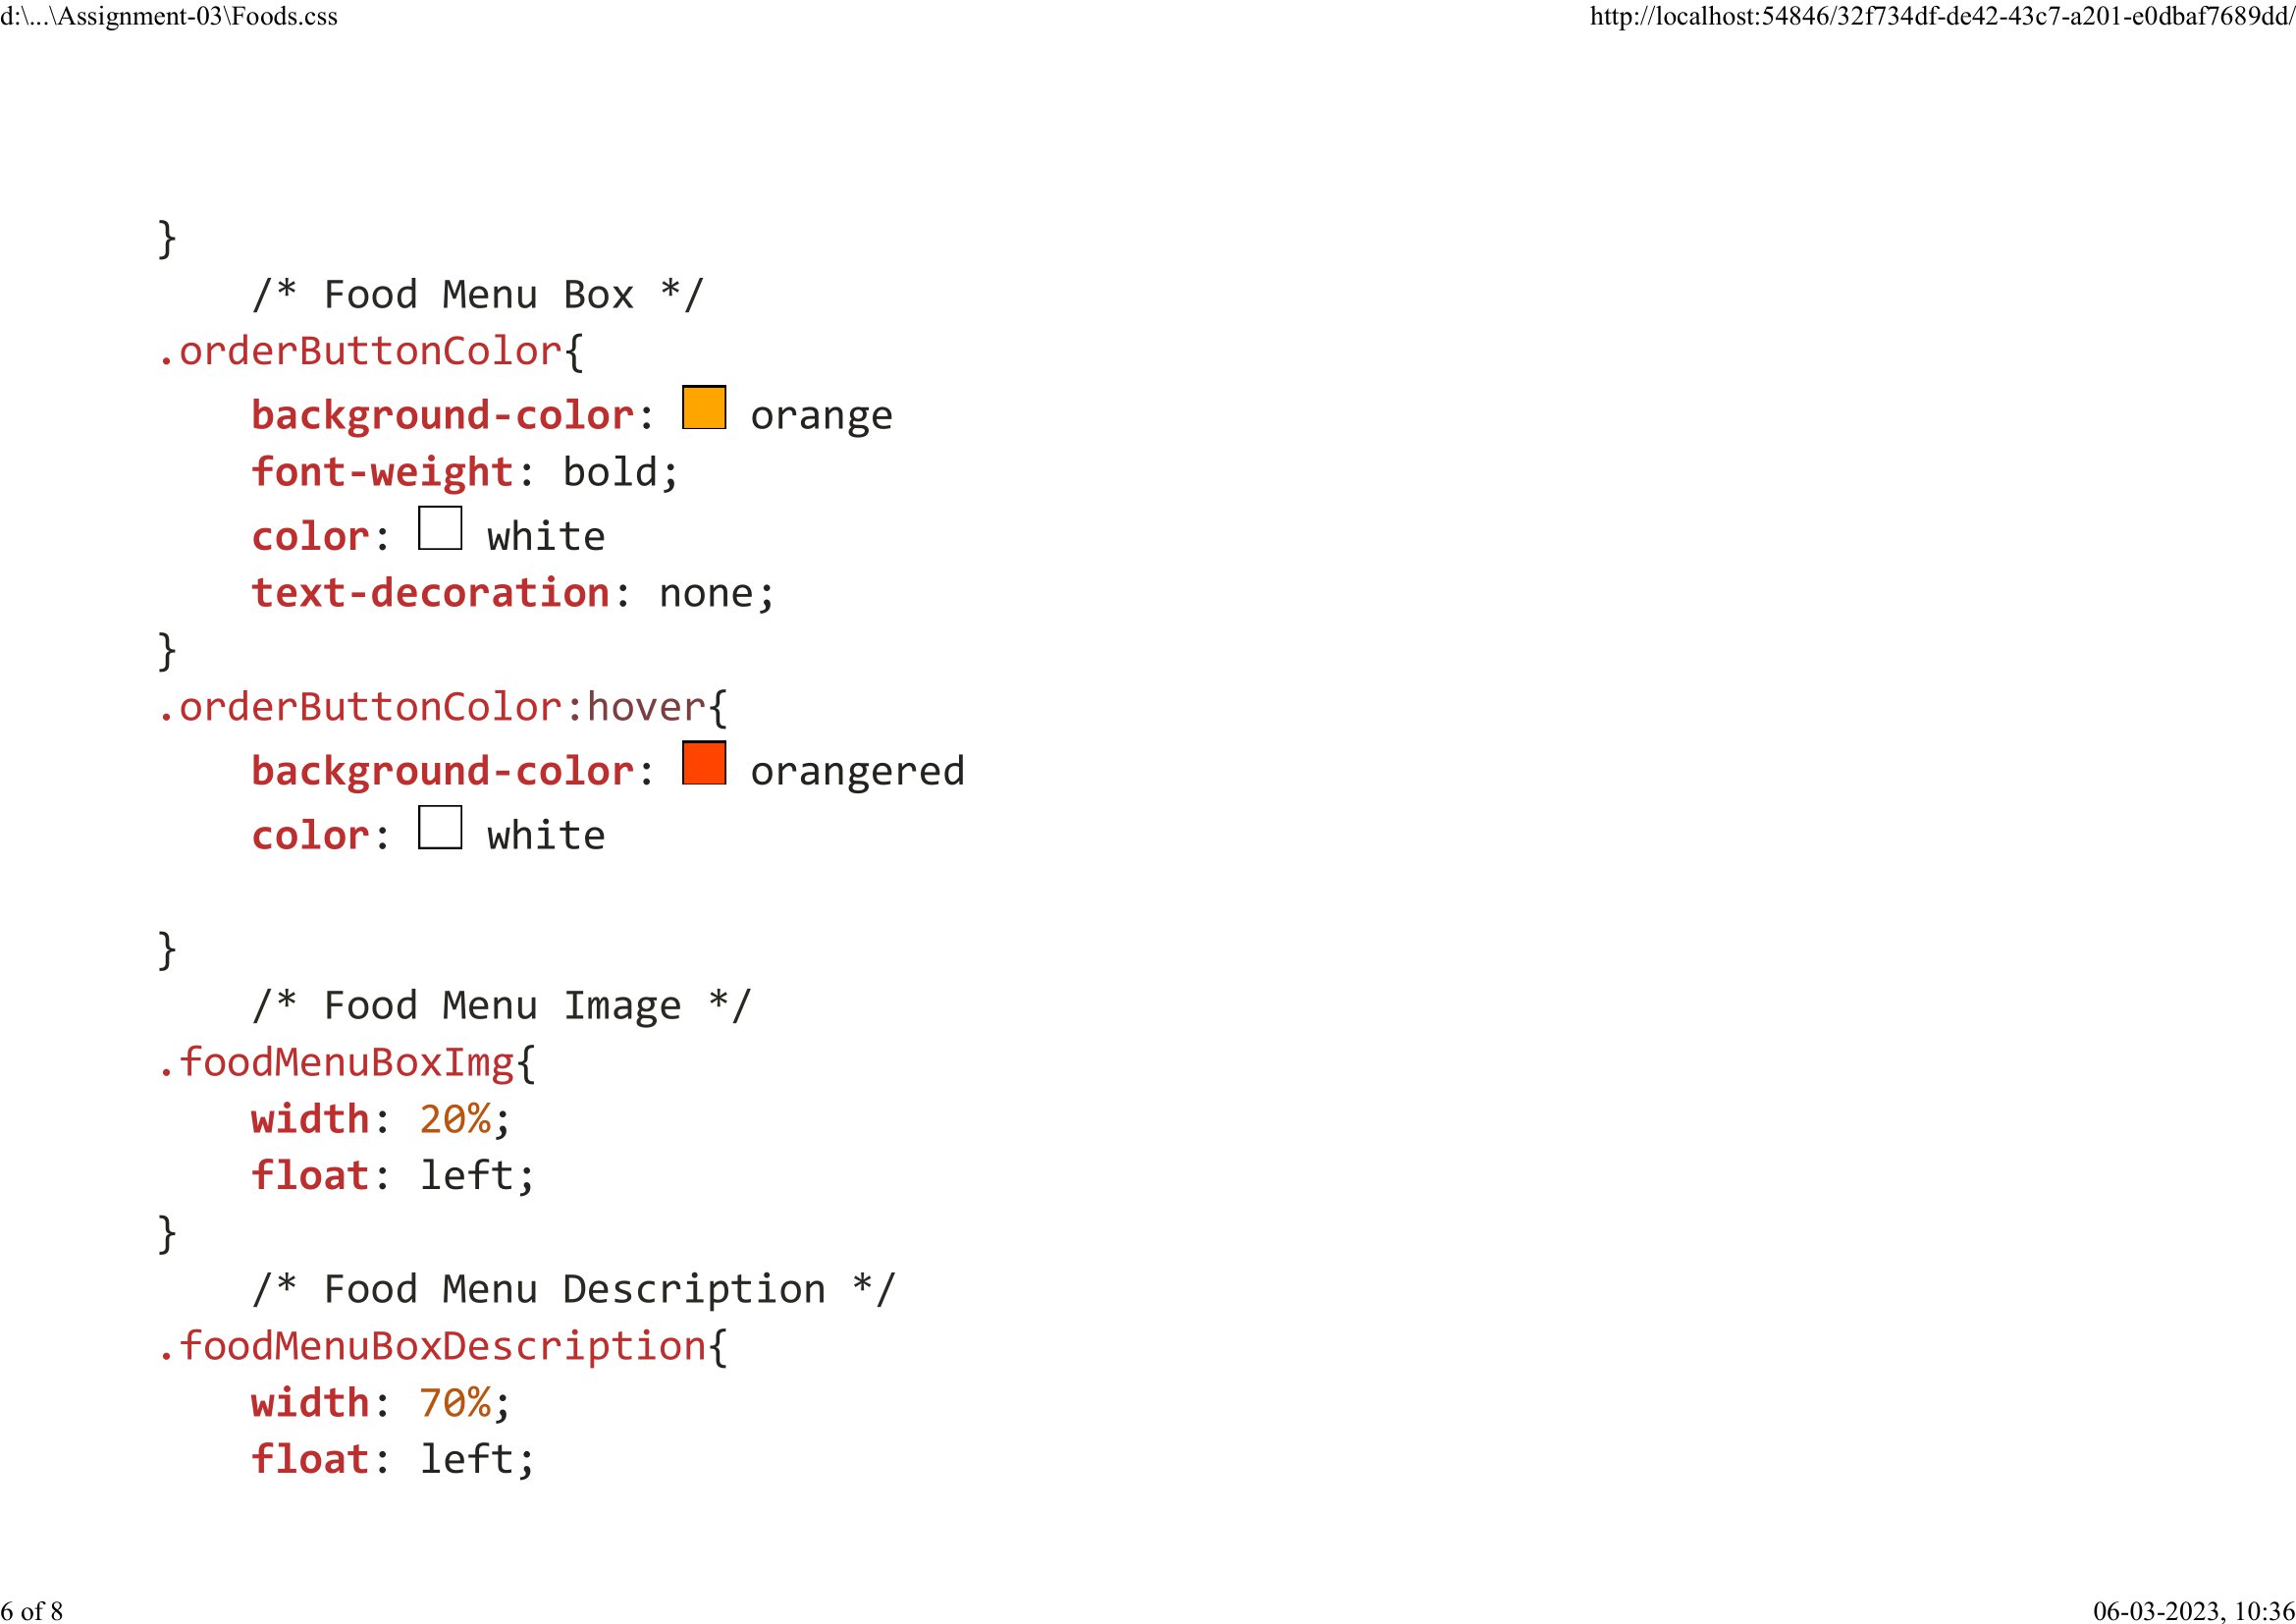 d:\...\Assignment-03\Foods.css
http://localhost:54846/32f734df-de42-43c7-a201-e0dbaf7689dd/
}
/* Food Menu Box */
.orderButtonColor{
background-color: orange
font-weight: bold;
color: white
text-decoration: none;
}
.orderButtonColor:hover{
background-color: orangered
color: white
}
/* Food Menu Image */
.foodMenuBoxImg{
width: 20%;
float: left;
}
/* Food Menu Description */
.foodMenuBoxDescription{
width: 70%;
float: left;
6 of 8
06-03-2023, 10:36